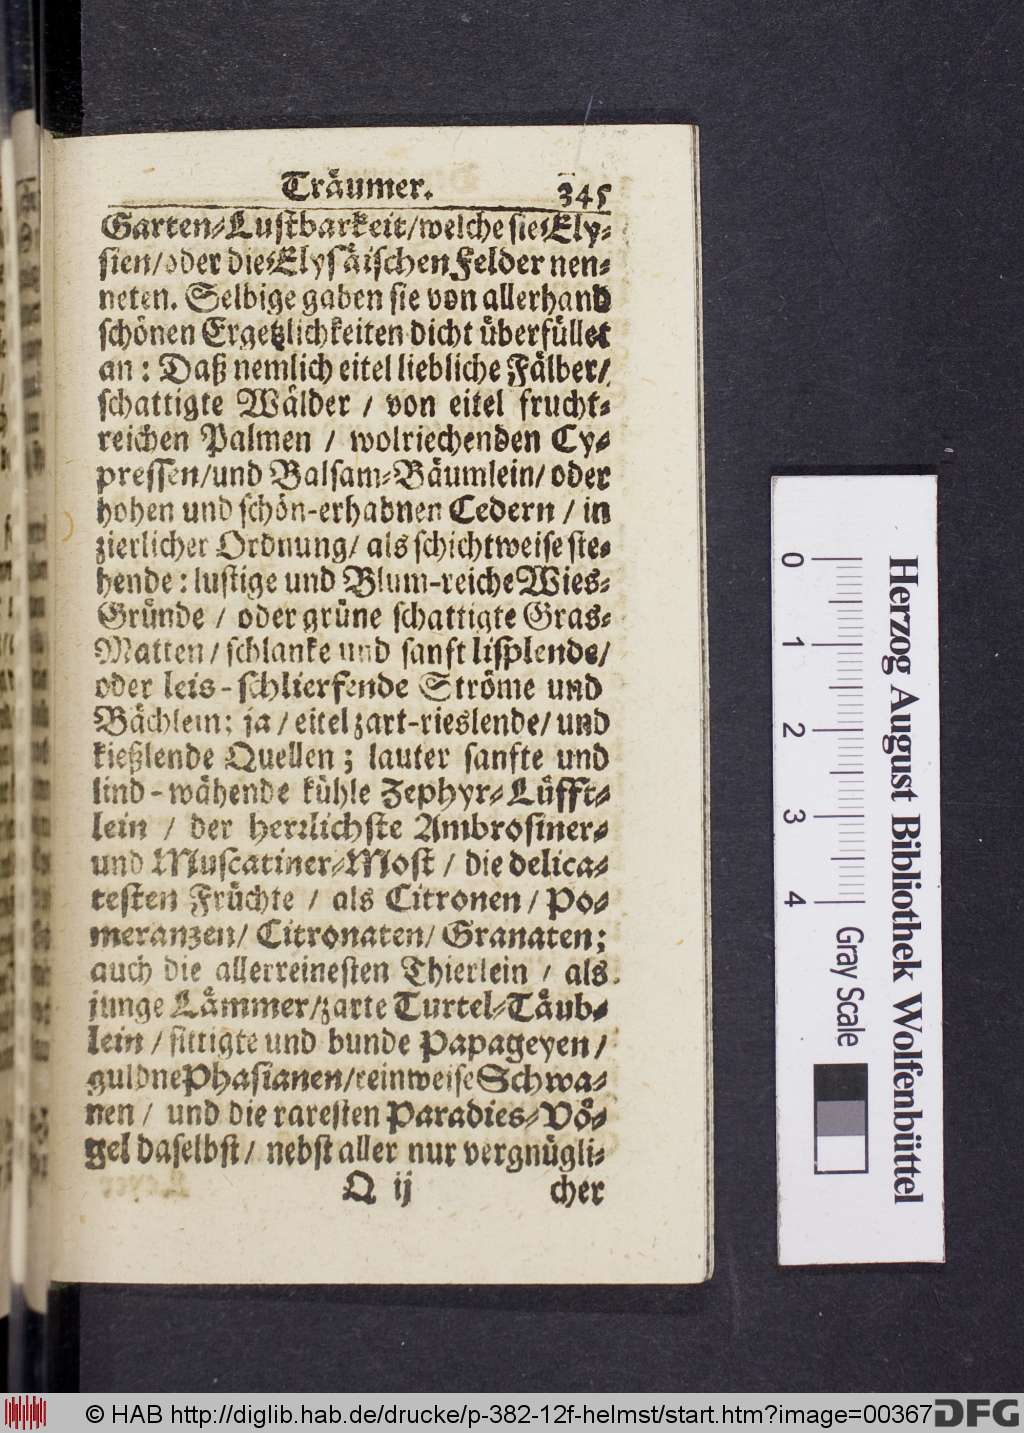 Träumer. 345
Garten-Lustbarkeit/welche sie Ely-
sien/oder die Elysäischen Felder nen-
neten. Selbige gaben sie von allerhand
schönen Ergetzlichkeiten dicht überfüllet
an: Daß nemlich eitel liebliche Fälber/
schattigte Wälder / von eitel frucht-
reichen Palmen / wolriechenden Cy-
pressen/und Balsam-Bäumlein/ oder
hohen und schön-erhabnen Cedern / in
zierlicher Ordnung/ als schichtweise ste-
hende: lustige und Blum-reiche Wies-
Gründe / oder grüne schattigte Gras-
Matten / schlanke und sanft lisplende/
oder leis-schlierfende Ströme und
Bächlein; ja / eitel zart-rieslende/ und
kießlende Quellen; lauter sanfte und
lind-wähende kühle Zephyr-Lüfft-
lein / der herrlichste Ambrosiner-
und Muscatiner-Most / die delica-
testen Früchte / als Citronen / Po-
meranzen/ Citronaten/ Granaten;
auch die allerreinesten Thierlein / als
junge Lämmer/zarte Turtel-Täub-
lein / fittigte und bunde Papageyen /
guldne Phasianen/reinweise Schwa-
nen / und die raresten Paradies-Vö-
gel daselbst / nebst aller nur vergnügli-
Q ij cher
0 1 2 3 4 Gray Scale
Herzog August Bibliothek Wolfenbüttel
© HAB http://diglib.hab.de/drucke/p-382-12f-helmst/start.htm?image=00367 DFG